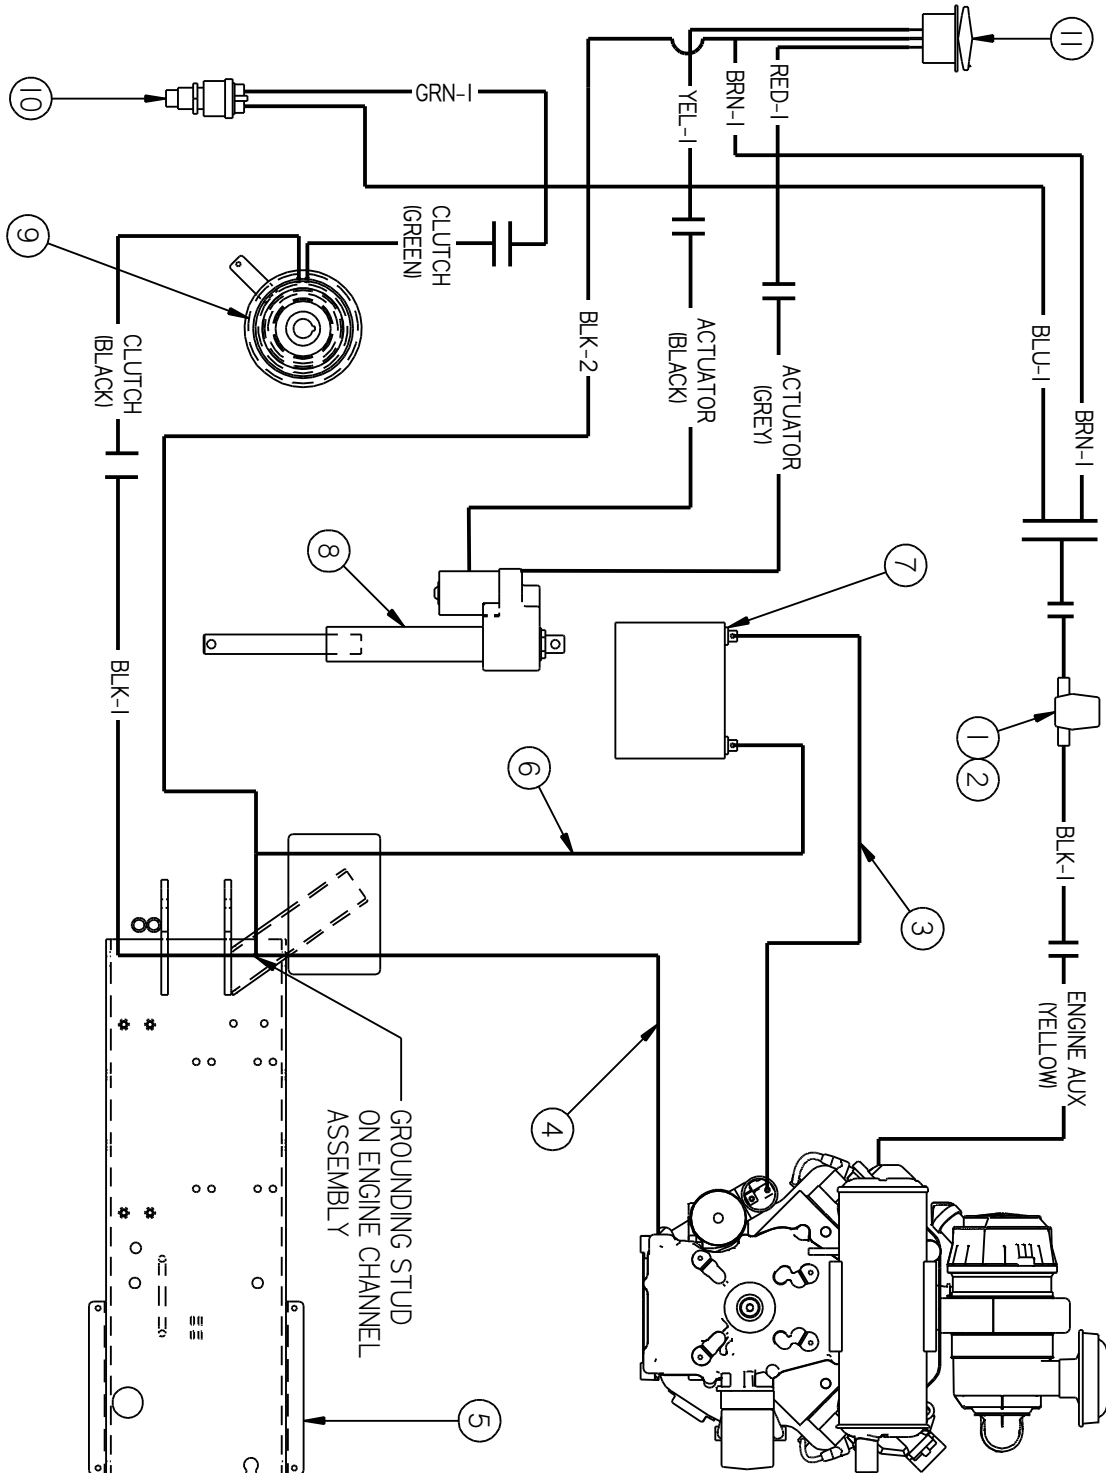 11
BRN-1
BLU-1
1
2
BLK-1
ENGINE AUX
(YELLOW)
3
7
RED-1
BRN-1
YEL-1
ACTUATOR
(GREY)
ACTUATOR
(BLACK)
BLK-2
4
6
5
GRN-1
CLUTCH
(GREEN)
8
GROUNDING STUD
ON ENGINE CHANNEL
ASSEMBLY
10
9
CLUTCH
(BLACK)
BLK-1